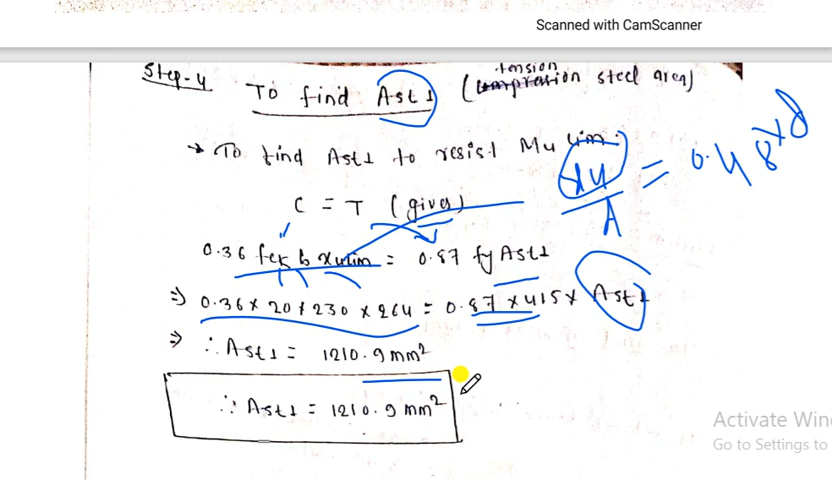 Scanned with CamScanner
Step-4 To find Ast1 (tension steel area)
→ To find Ast1 to resist Mu lim.
xu/d = 0.48 x d
C = T (gives)
0.36 fck b xulim = 0.87 fy Ast1
⇒ 0.36 x 20 x 230 x 264 = 0.87 x 415 x Ast1
⇒ ∴ Ast1 = 1210.9 mm²
∴ Ast1 = 1210.9 mm²
Activate Win
Go to Settings to